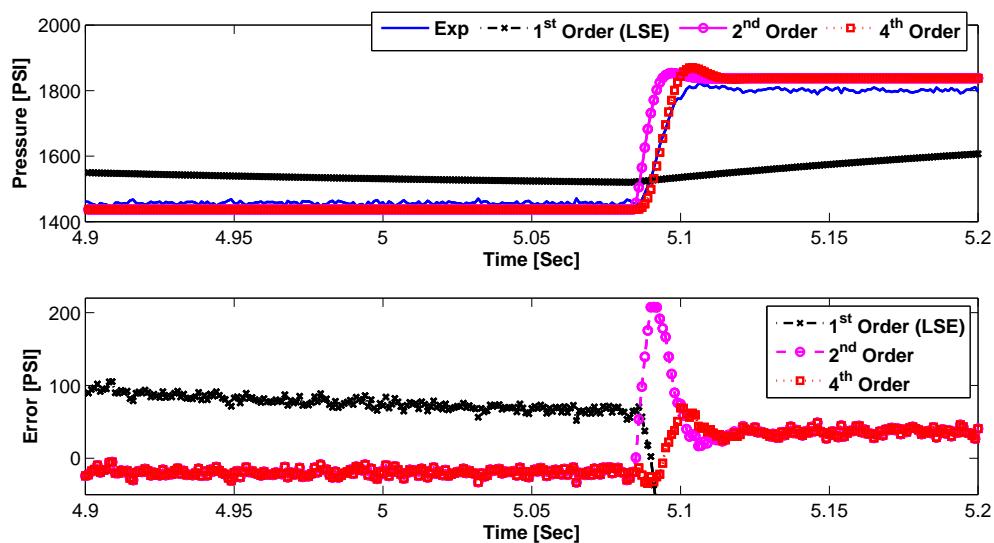 2000
1800
1600
1400
Pressure [PSI]
Exp 1st Order (LSE) 2nd Order 4th Order
4.9 4.95 5 5.05 5.1 5.15 5.2
Time [Sec]
200
100
0
Error [PSI]
1st Order (LSE)
2nd Order
4th Order
4.9 4.95 5 5.05 5.1 5.15 5.2
Time [Sec]